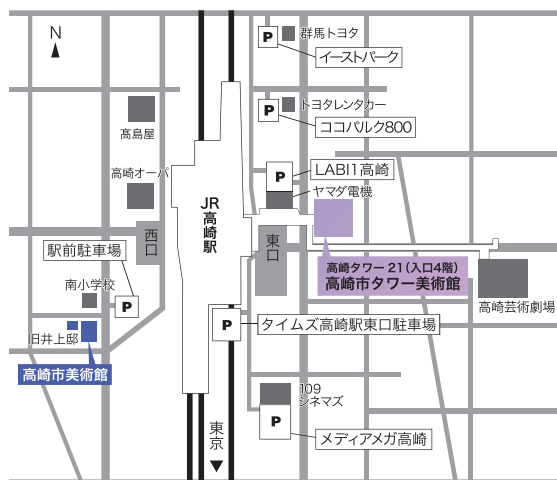 N
P
群馬トヨタ
イーストパーク
P
トヨタレンタカー
ココパルク800
髙島屋
高崎オーパ
P
LABI1高崎
ヤマダ電機
JR
高崎駅
西口
東口
駅前駐車場
P
南小学校
旧井上邸
高崎市美術館
高崎タワー21(入口4階)
高崎市タワー美術館
高崎芸術劇場
P
タイムズ高崎駅東口駐車場
109
シネマズ
P
メディアメガ高崎
東京